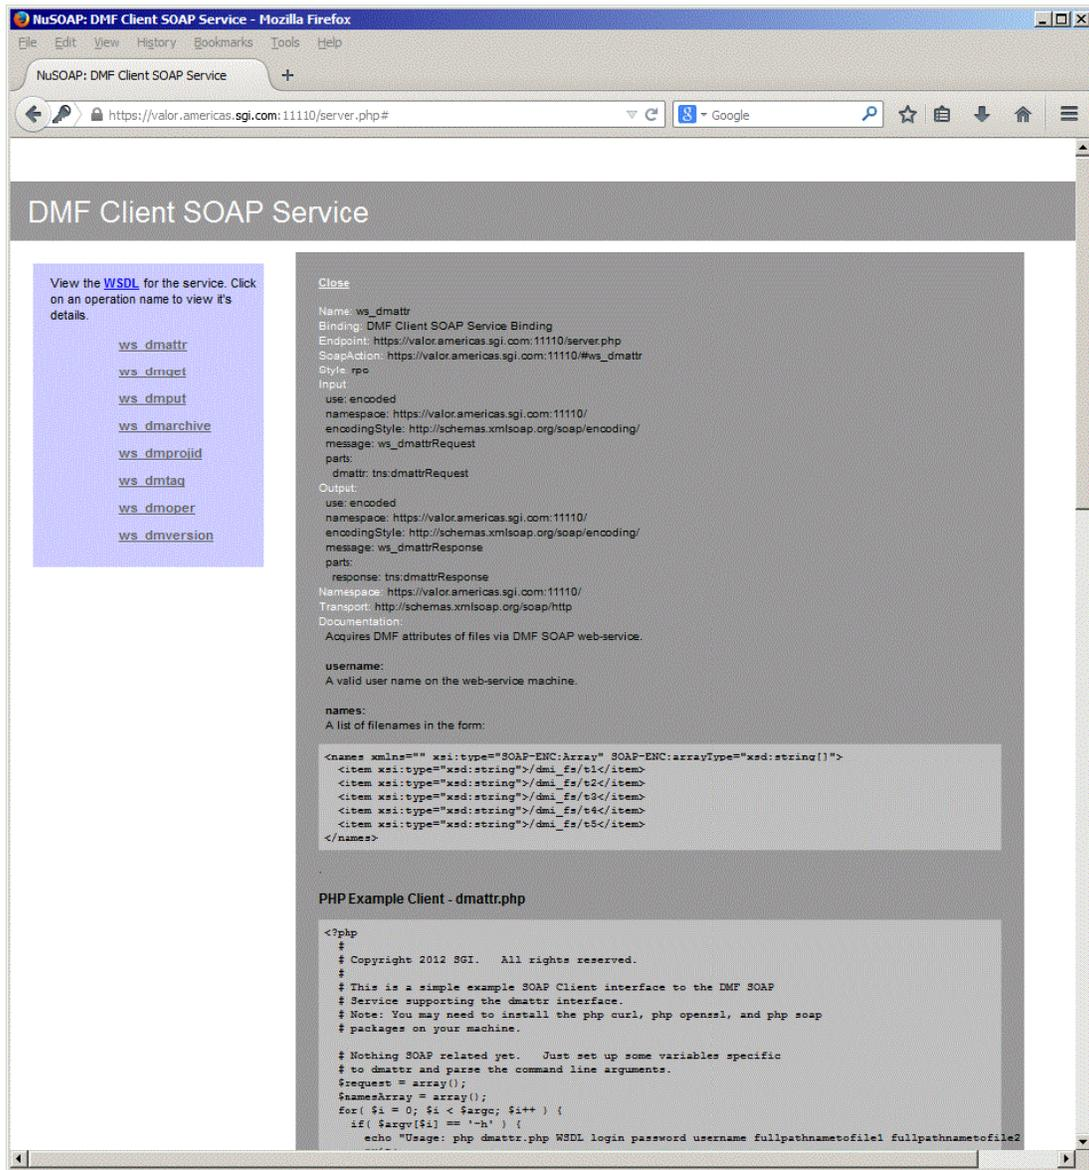 NuSOAP: DMF Client SOAP Service - Mozilla Firefox
File Edit View History Bookmarks Tools Help
NuSOAP: DMF Client SOAP Service +
https://valor.americas.sgi.com:11110/server.php#
8 Google
DMF Client SOAP Service
View the WSDL for the service. Click
on an operation name to view it's
details.
ws_dmattr
ws_dmget
ws_dmput
ws_dmarchive
ws_dmprojid
ws_dmtag
ws_dmoper
ws_dmversion
Close
Name: ws_dmattr
Binding: DMF Client SOAP Service Binding
Endpoint: https://valor.americas.sgi.com:11110/server.php
SoapAction: https://valor.americas.sgi.com:11110/#ws_dmattr
Style: rpc
Input:
use: encoded
namespace: https://valor.americas.sgi.com:11110/
encodingStyle: http://schemas.xmlsoap.org/soap/encoding/
message: ws_dmattrRequest
parts:
dmattr: tns:dmattrRequest
Output:
use: encoded
namespace: https://valor.americas.sgi.com:11110/
encodingStyle: http://schemas.xmlsoap.org/soap/encoding/
message: ws_dmattrResponse
parts:
response: tns:dmattrResponse
Namespace: https://valor.americas.sgi.com:11110/
Transport: http://schemas.xmlsoap.org/soap/http
Documentation:
Acquires DMF attributes of files via DMF SOAP web-service.
username:
A valid user name on the web-service machine.
names:
A list of filenames in the form:
<names xmlns="" xsi:type="SOAP-ENC:Array" SOAP-ENC:arrayType="xsd:string[]">
<item xsi:type="xsd:string">/dmi_fs/t1</item>
<item xsi:type="xsd:string">/dmi_fs/t2</item>
<item xsi:type="xsd:string">/dmi_fs/t3</item>
<item xsi:type="xsd:string">/dmi_fs/t4</item>
<item xsi:type="xsd:string">/dmi_fs/t5</item>
</names>
.
PHP Example Client - dmattr.php
<?php
#
# Copyright 2012 SGI. All rights reserved.
#
# This is a simple example SOAP Client interface to the DMF SOAP
# Service supporting the dmattr interface.
# Note: You may need to install the php curl, php openssl, and php soap
# packages on your machine.
# Nothing SOAP related yet. Just set up some variables specific
# to dmattr and parse the command line arguments.
$request = array();
$namesArray = array();
for( $i = 0; $i < $argc; $i++ ) {
if( $argv[$i] == '-h' ) {
echo "Usage: php dmattr.php WSDL login password username fullpathnametofile1 fullpathnametofile2